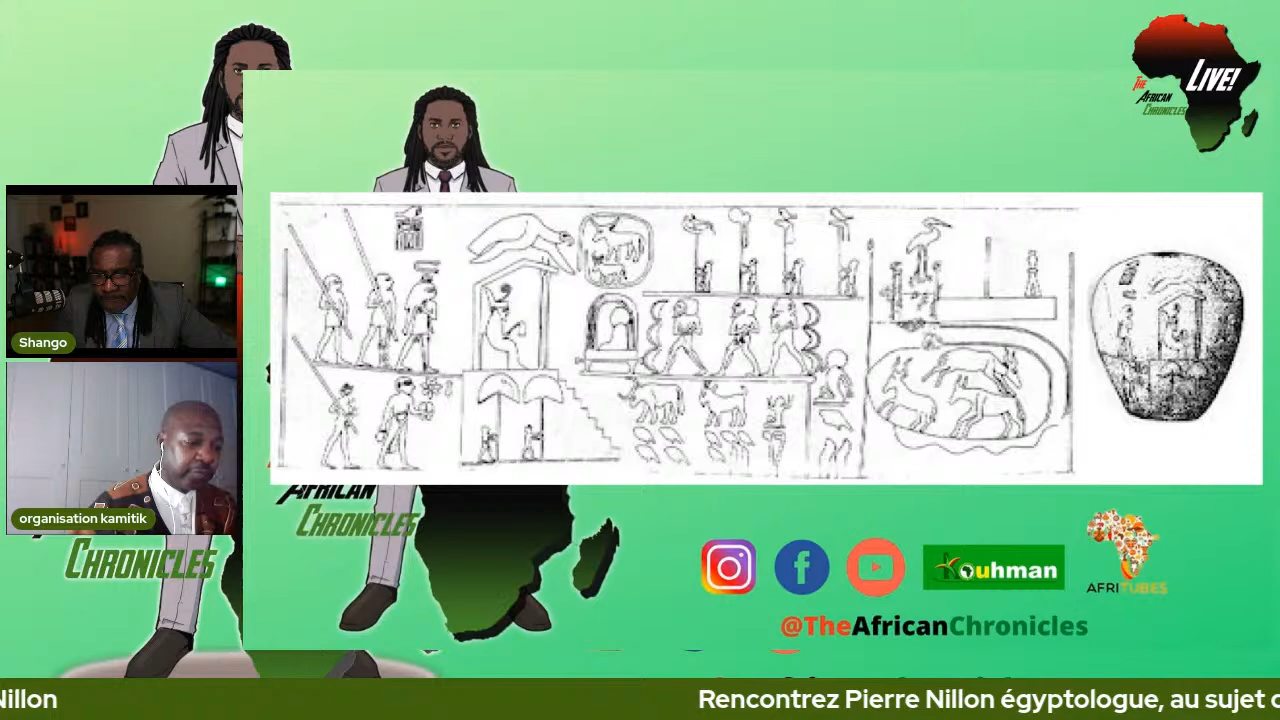 THE
AFRICAN
CHRONICLES
LIVE!
Shango
organisation kamitik
CHRONICLES
AFRICAN
CHRONICLES
Kouhman
AFRITUBES
@TheAfricanChronicles
Nillon
Rencontrez Pierre Nillon égyptologue, au sujet